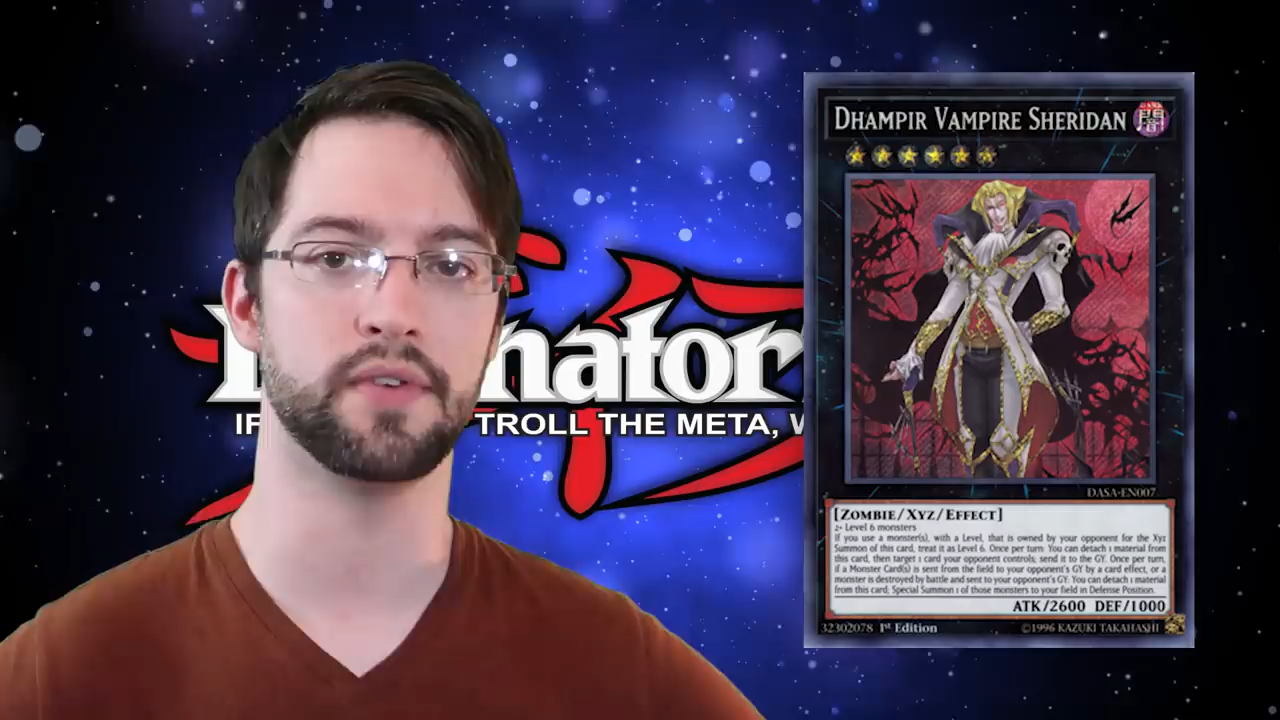 DHAMPIR VAMPIRE SHERIDAN
闇
nator
IF
TROLL THE META, W
DASA-EN007
[ZOMBIE/XYZ/EFFECT]
2+ Level 6 monsters
If you use a monster(s), with a Level, that is owned by your opponent for the Xyz
Summon of this card, treat it as Level 6. Once per turn: You can detach 1 material
from this card, then target 1 card your opponent controls; send it to the GY. Once per turn,
if a Monster Card(s) is sent from the field to your opponent's GY by a card effect, or a
monster is destroyed by battle and sent to your opponent's GY: You can detach 1 material
from this card; Special Summon 1 of those monsters to your field in Defense Position.
ATK/2600 DEF/1000
32302078 1st Edition
©1996 KAZUKI TAKAHASHI